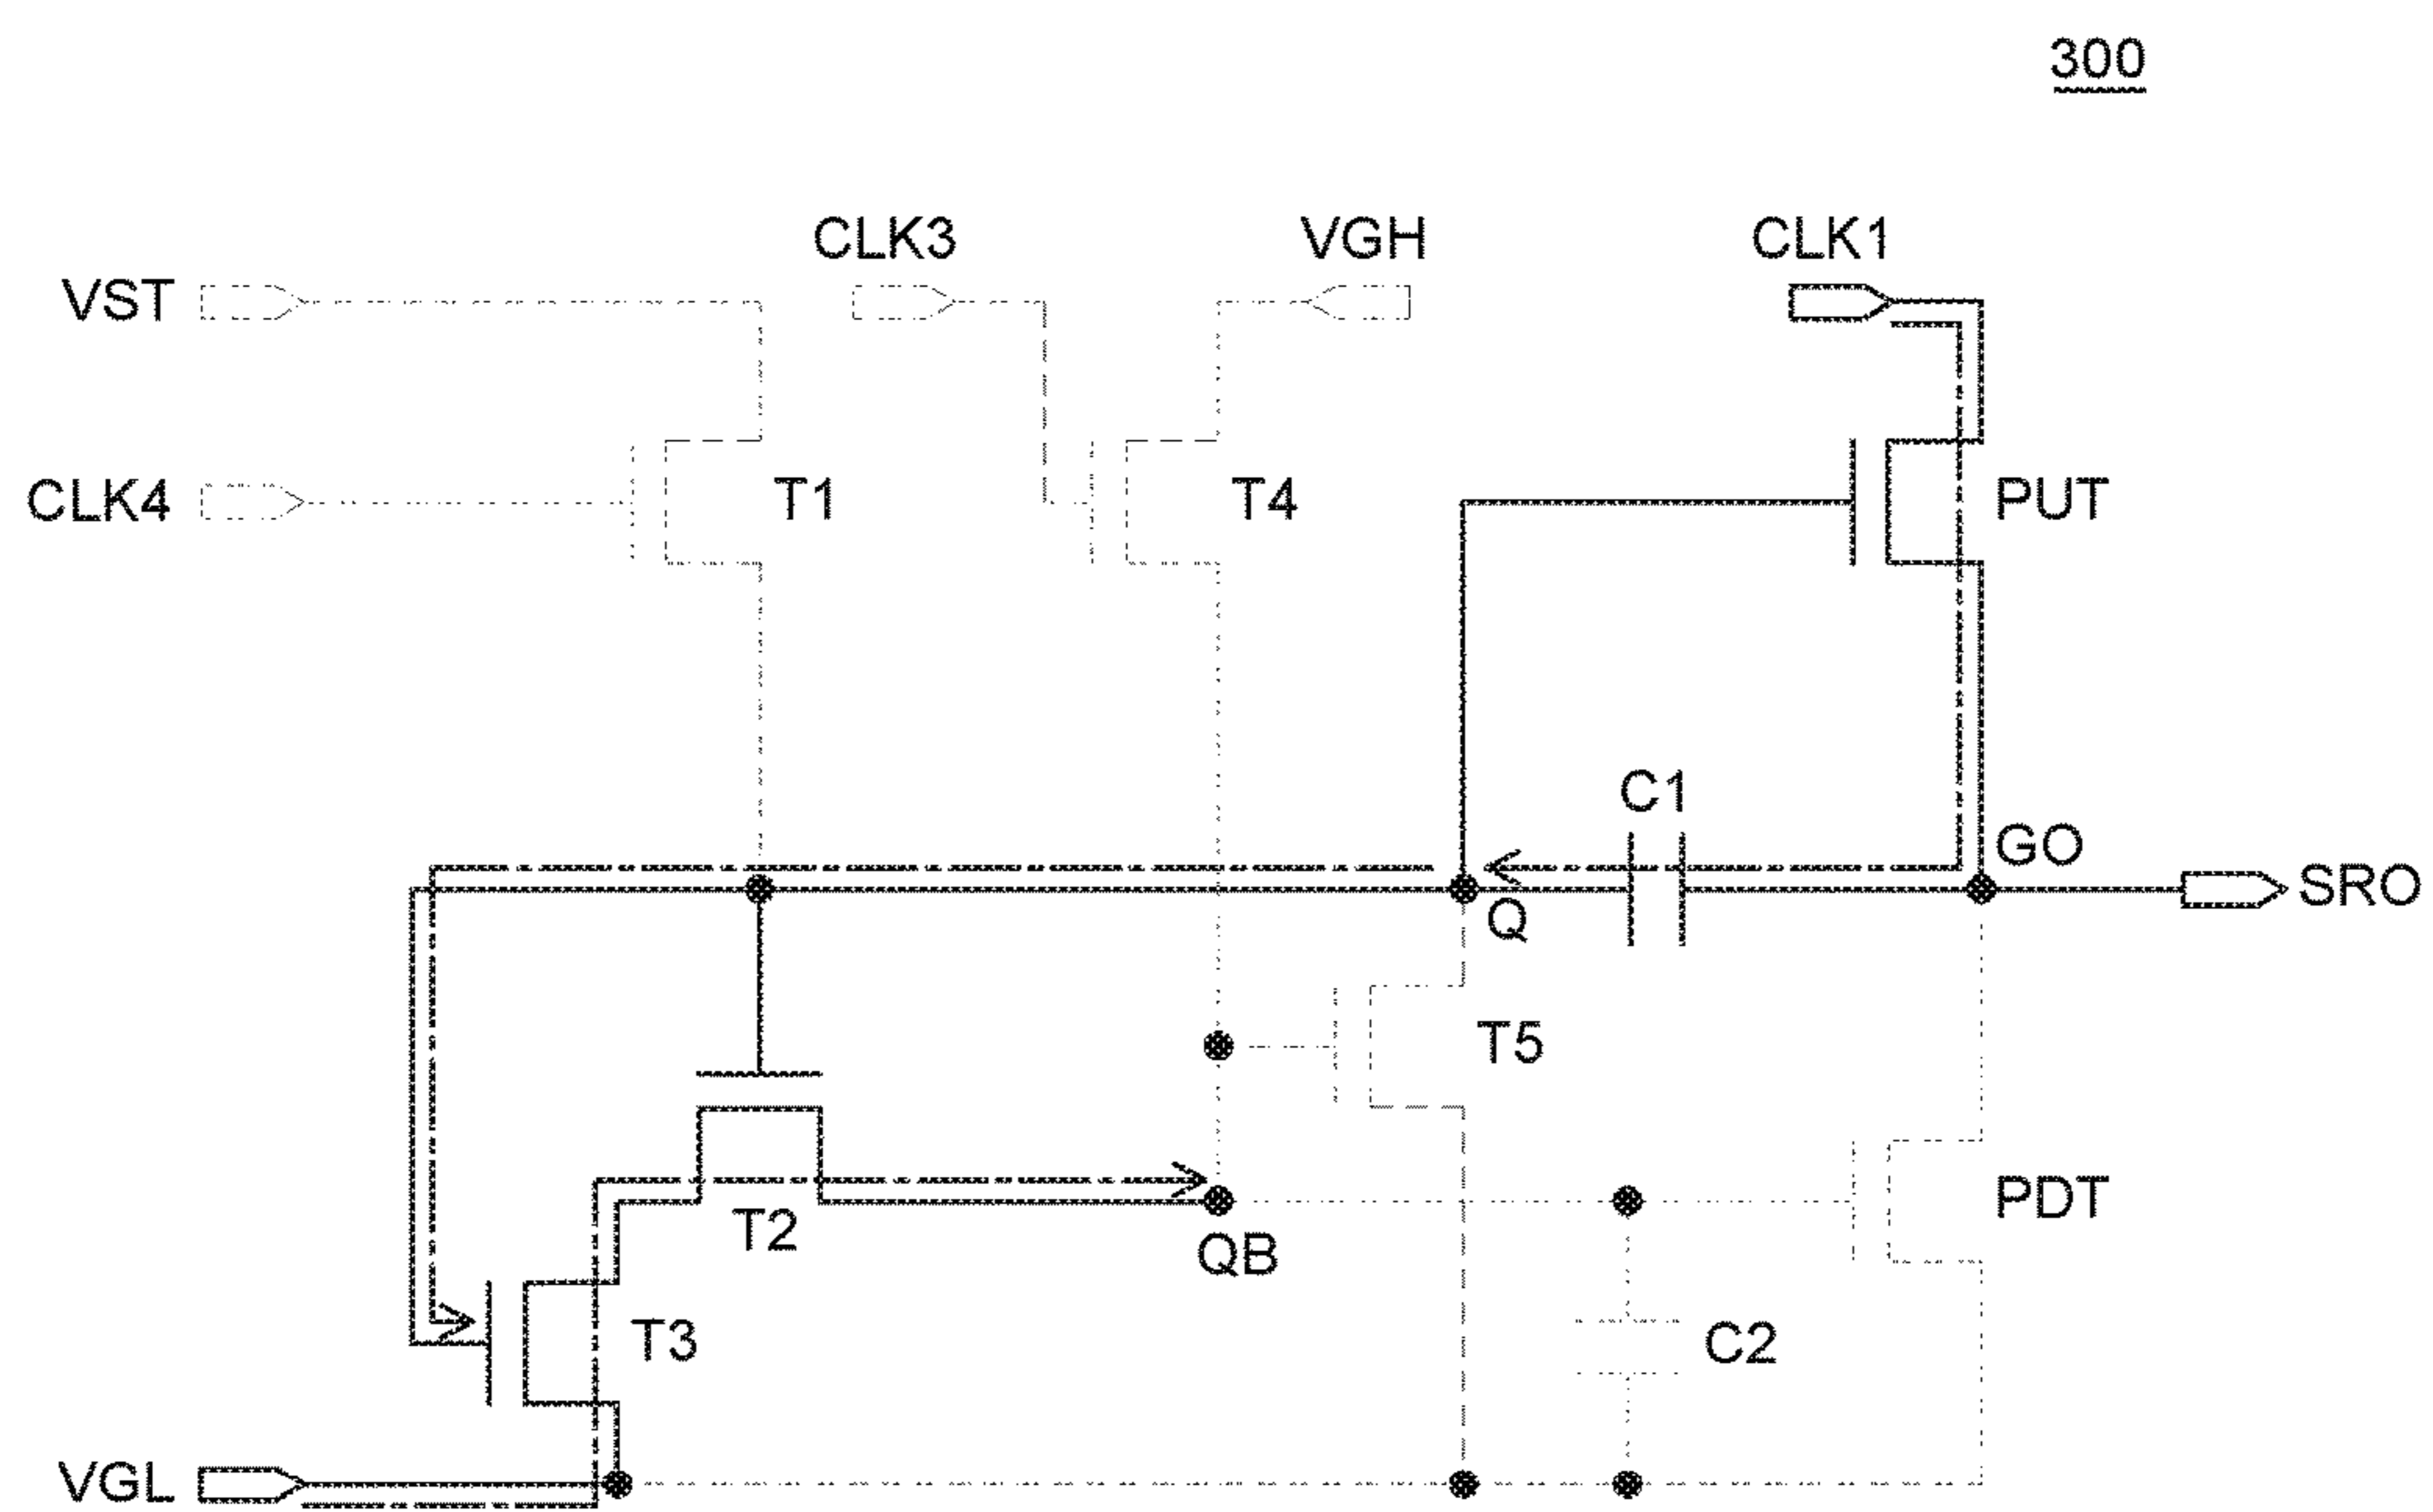 300
CLK3
VGH
CLK1
VST
CLK4
T1
T4
PUT
C1
GO
SRO
Q
T5
T2
QB
PDT
T3
C2
VGL